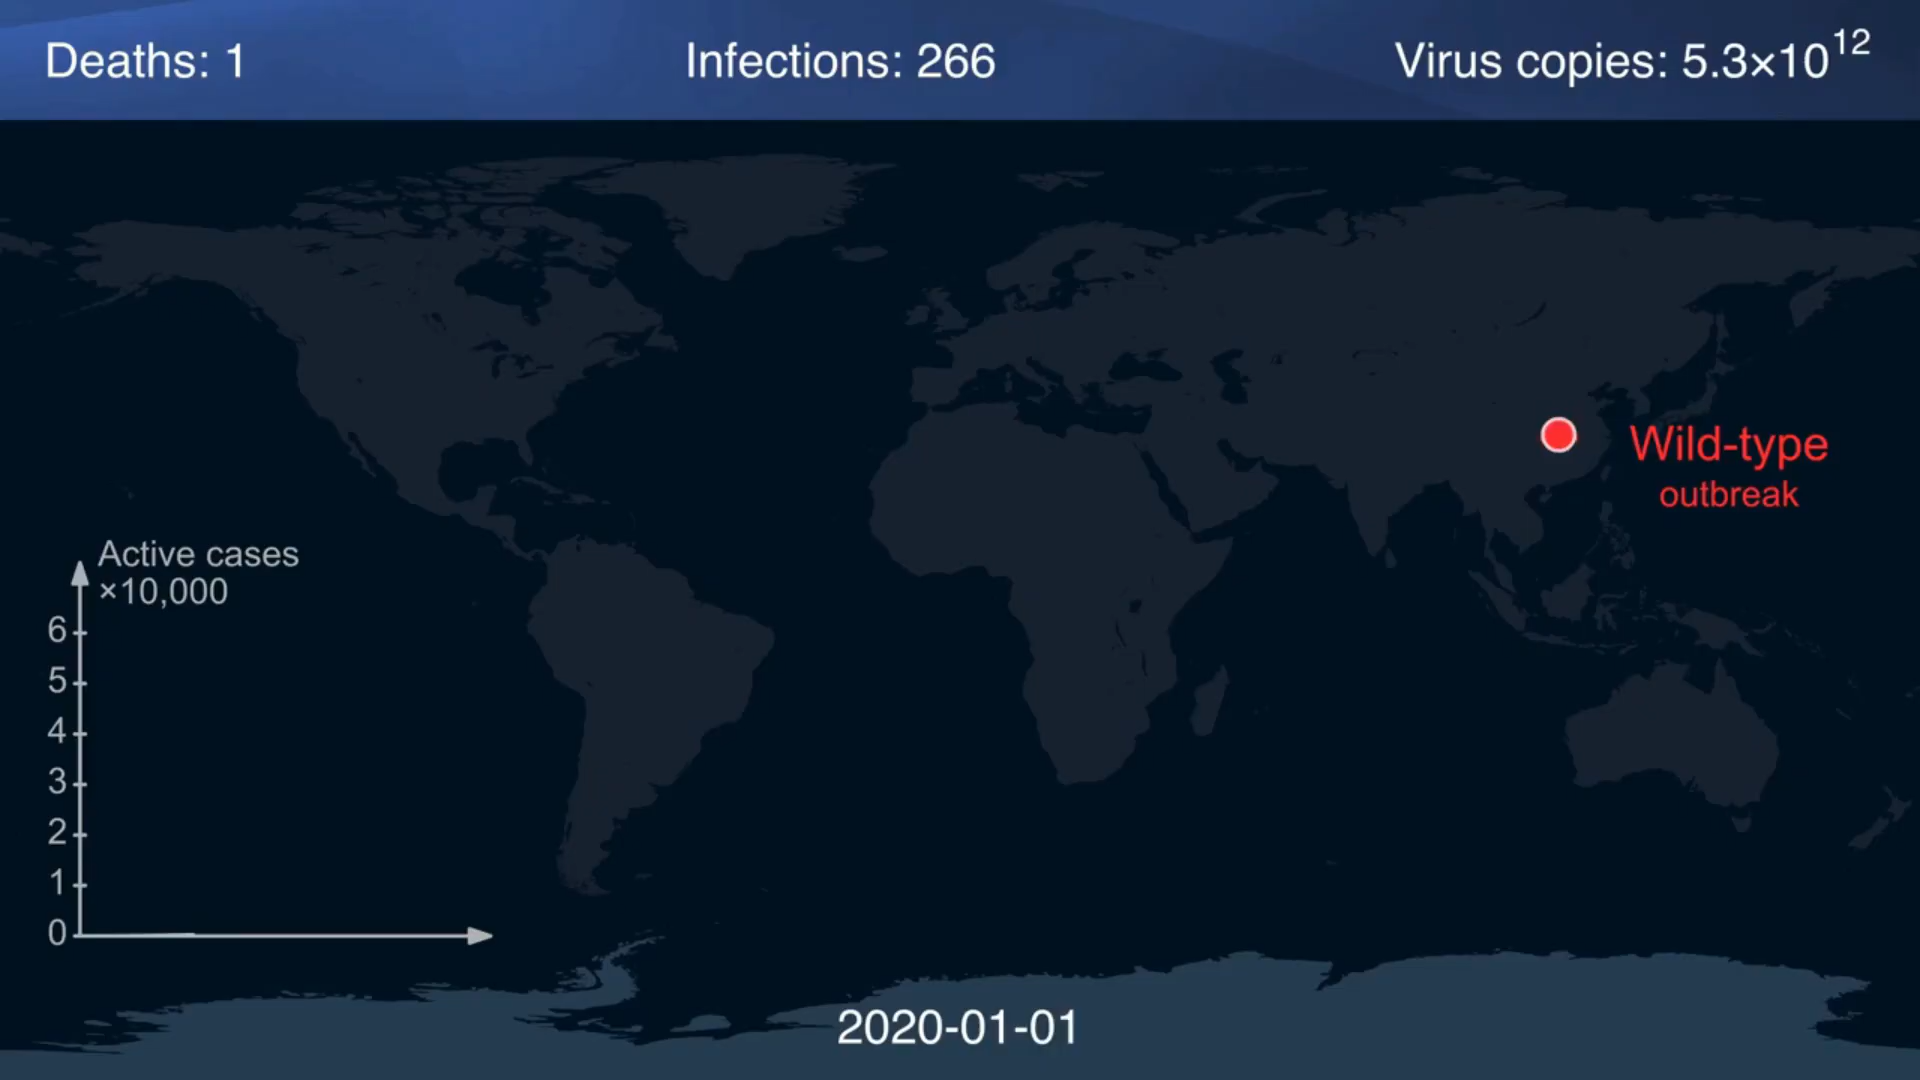 Deaths: 1
Infections: 266
Virus copies: 5.3×10¹²
Wild-type
outbreak
Active cases
×10,000
6
5
4
3
2
1
0
2020-01-01